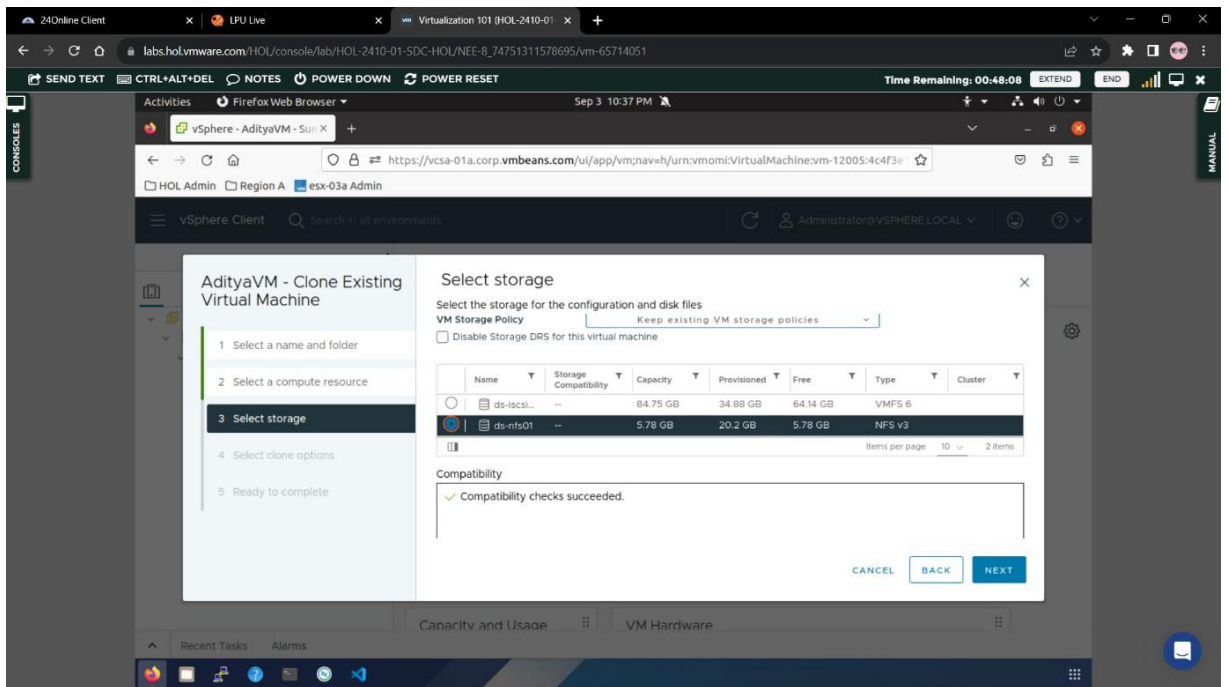 24Online Client
LPU Live
Virtualization 101 (HOL-2410-01-
labs.hol.vmware.com/HOL/console/lab/HOL-2410-01-SDC-HOL/NEE-8_74751311578695/vm-65714051
SEND TEXT CTRL+ALT+DEL NOTES POWER DOWN POWER RESET Time Remaining: 00:48:08 EXTEND END
CONSOLES
MANUAL
Activities Firefox Web Browser Sep 3 10:37 PM
vSphere - AdityaVM - Sum
https://vcsa-01a.corp.vmbeans.com/ui/app/vm;nav=h/urn:vmomi:VirtualMachine:vm-12005:4c4f3e
HOL Admin Region A esx-03a Admin
vSphere Client Search in all environments Administrator@VSPHERE.LOCAL
AdityaVM - Clone Existing
Virtual Machine
1 Select a name and folder
2 Select a compute resource
3 Select storage
4 Select clone options
5 Ready to complete
Select storage
Select the storage for the configuration and disk files
VM Storage Policy Keep existing VM storage policies
Disable Storage DRS for this virtual machine
Name Storage Compatibility Capacity Provisioned Free Type Cluster
ds-iscsi... -- 84.75 GB 34.88 GB 64.14 GB VMFS 6
ds-nfs01 -- 5.78 GB 20.2 GB 5.78 GB NFS v3
Items per page 10 2 items
Compatibility
Compatibility checks succeeded.
CANCEL BACK NEXT
Capacity and Usage VM Hardware
Recent Tasks Alarms